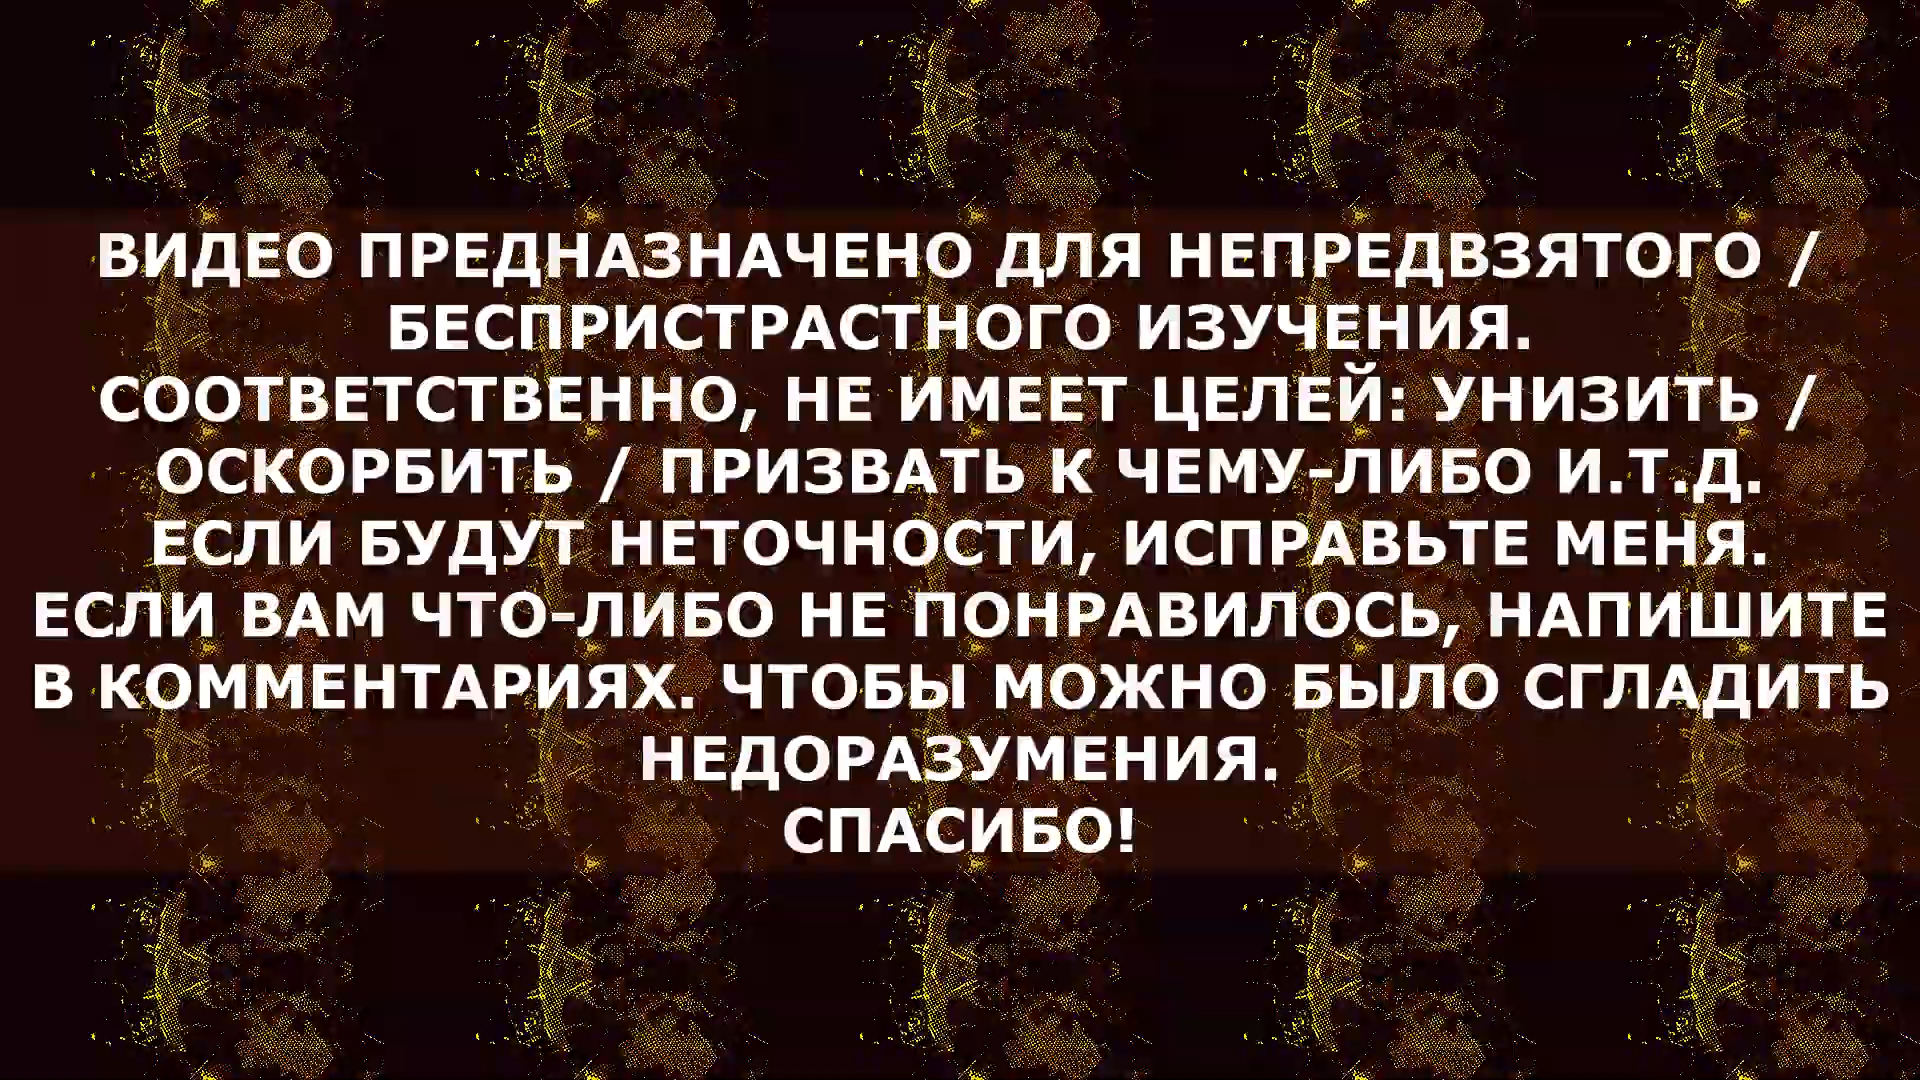 ВИДЕО ПРЕДНАЗНАЧЕНО ДЛЯ НЕПРЕДВЗЯТОГО /
БЕСПРИСТРАСТНОГО ИЗУЧЕНИЯ.
СООТВЕТСТВЕННО, НЕ ИМЕЕТ ЦЕЛЕЙ: УНИЗИТЬ /
ОСКОРБИТЬ / ПРИЗВАТЬ К ЧЕМУ-ЛИБО И.Т.Д.
ЕСЛИ БУДУТ НЕТОЧНОСТИ, ИСПРАВЬТЕ МЕНЯ.
ЕСЛИ ВАМ ЧТО-ЛИБО НЕ ПОНРАВИЛОСЬ, НАПИШИТЕ
В КОММЕНТАРИЯХ. ЧТОБЫ МОЖНО БЫЛО СГЛАДИТЬ
НЕДОРАЗУМЕНИЯ.
СПАСИБО!